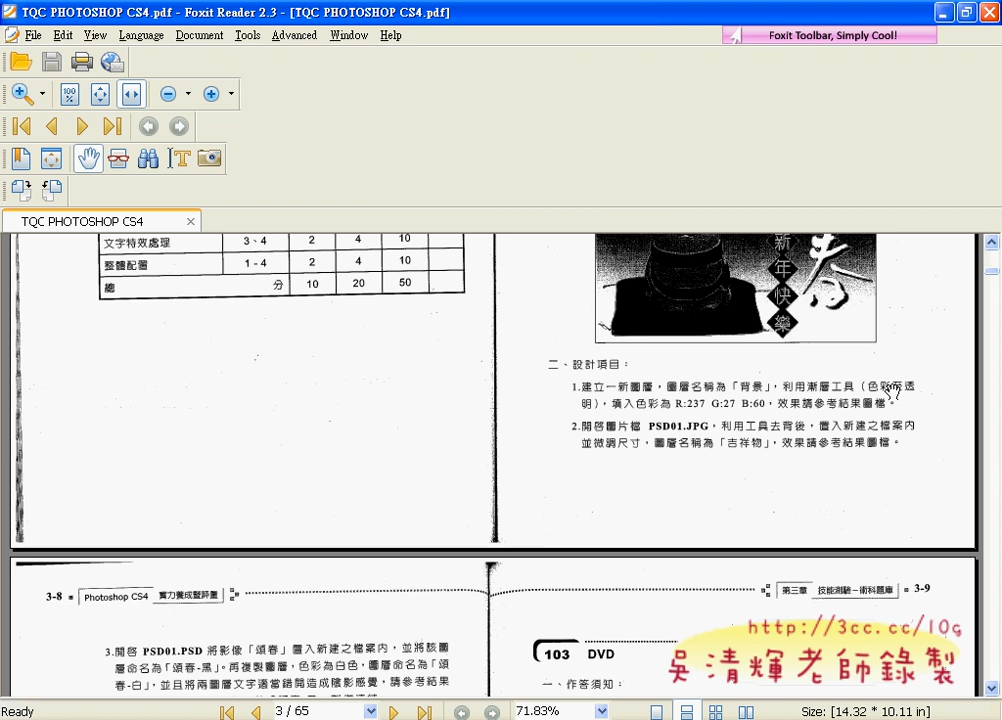 TQC PHOTOSHOP CS4.pdf - Foxit Reader 2.3 - [TQC PHOTOSHOP CS4.pdf]
File Edit View Language Document Tools Advanced Window Help
Foxit Toolbar, Simply Cool!
TQC PHOTOSHOP CS4
文字特效處理 3、4 2 4 10
整體配置 1 - 4 2 4 10
總分 10 20 50
新年快樂
春
二、設計項目：
1.建立一新圖層，圖層名稱為「背景」，利用漸層工具（色彩至透
明），填入色彩為 R:237 G:27 B:60，效果請參考結果圖檔。
2.開啓圖片檔 PSD01.JPG，利用工具去背後，置入新建之檔案內
並微調尺寸，圖層名稱為「吉祥物」，效果請參考結果圖檔。
3-8 Photoshop CS4 實力養成暨評量
第三章 技能測驗－術科題庫 3-9
3.開啓 PSD01.PSD 將影像「頌春」置入新建之檔案內，並將該圖
層命名為「頌春-黑」。再複製圖層，色彩為白色，圖層命名為「頌
春-白」，並且將兩圖層文字適當錯開造成陰影感覺，請參考結果
103 DVD
一、作答須知：
http://3cc.cc/10g
吳清輝老師錄製
Ready 3 / 65 71.83% Size: [14.32 * 10.11 in]